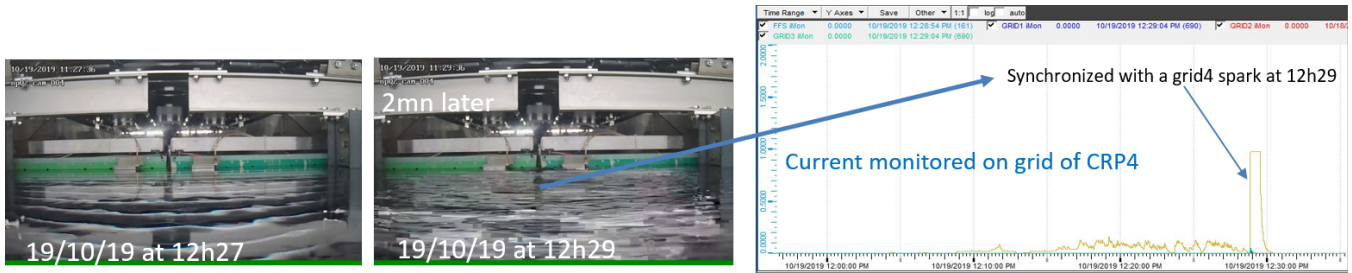 10/19/2019 11:27:36
19/10/19 at 12h27
10/19/2019 11:29:36
2mn later
19/10/19 at 12h29
Time Range Y Axes Save Other 1:1 log auto
FFS iMon 0.0000 10/19/2019 12:28:54 PM (161) GRID1 iMon 0.0000 10/19/2019 12:29:04 PM (690) GRID2 iMon 0.0000 10/18/2
GRID3 iMon 0.0000 10/19/2019 12:29:04 PM (690)
Synchronized with a grid4 spark at 12h29
Current monitored on grid of CRP4
2.0000
1.5000
1.0000
0.5000
0.0000
10/19/2019 12:00:00 PM 10/19/2019 12:10:00 PM 10/19/2019 12:20:00 PM 10/19/2019 12:30:00 PM